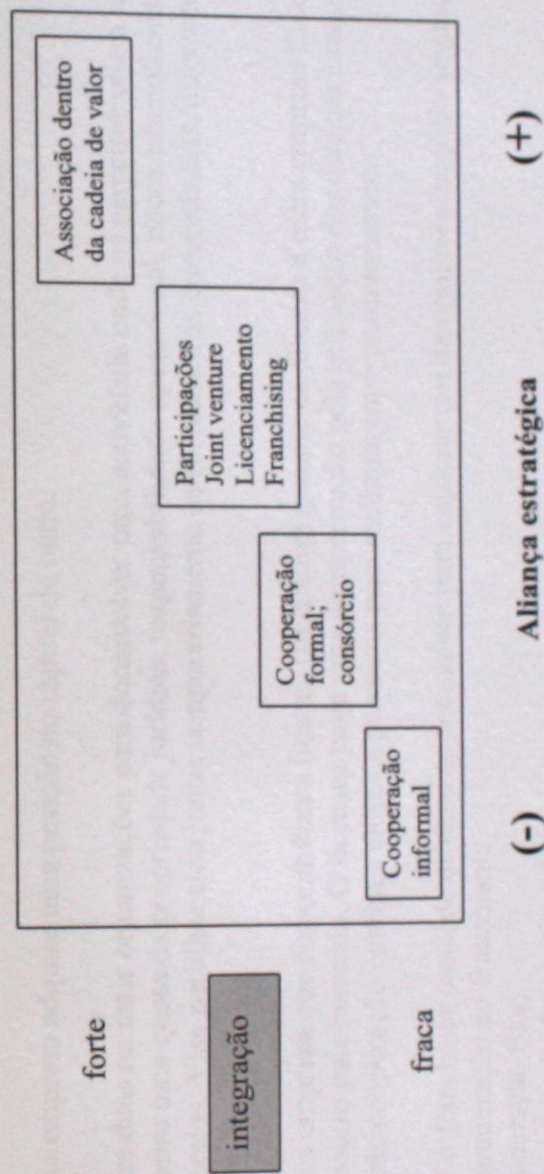 forte
integração
fraca
Associação dentro
da cadeia de valor
Participações
Joint venture
Licenciamento
Franchising
Cooperação
formal;
consórcio
Cooperação
informal
(-)
Aliança estratégica
(+)